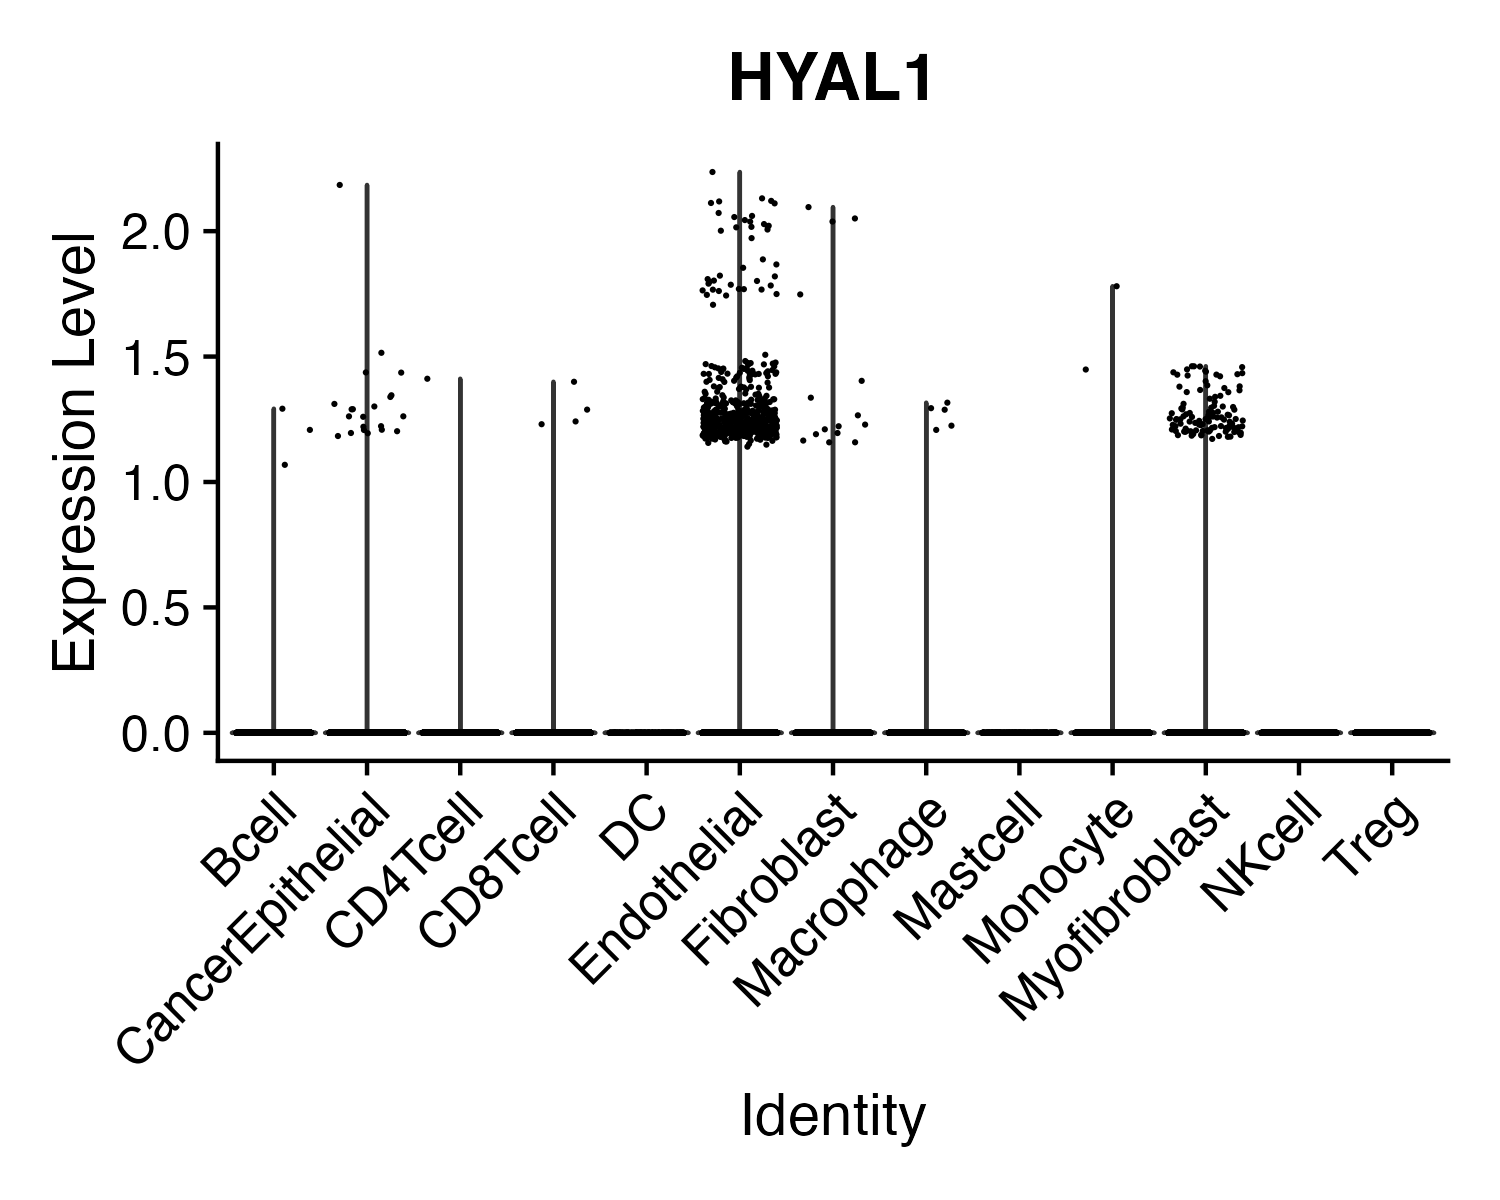 HYAL1
Expression Level
2.0
1.5
1.0
0.5
0.0
Bcell
CancerEpithelial
CD4Tcell
CD8Tcell
DC
Endothelial
Fibroblast
Macrophage
Mastcell
Monocyte
Myofibroblast
NKcell
Treg
Identity